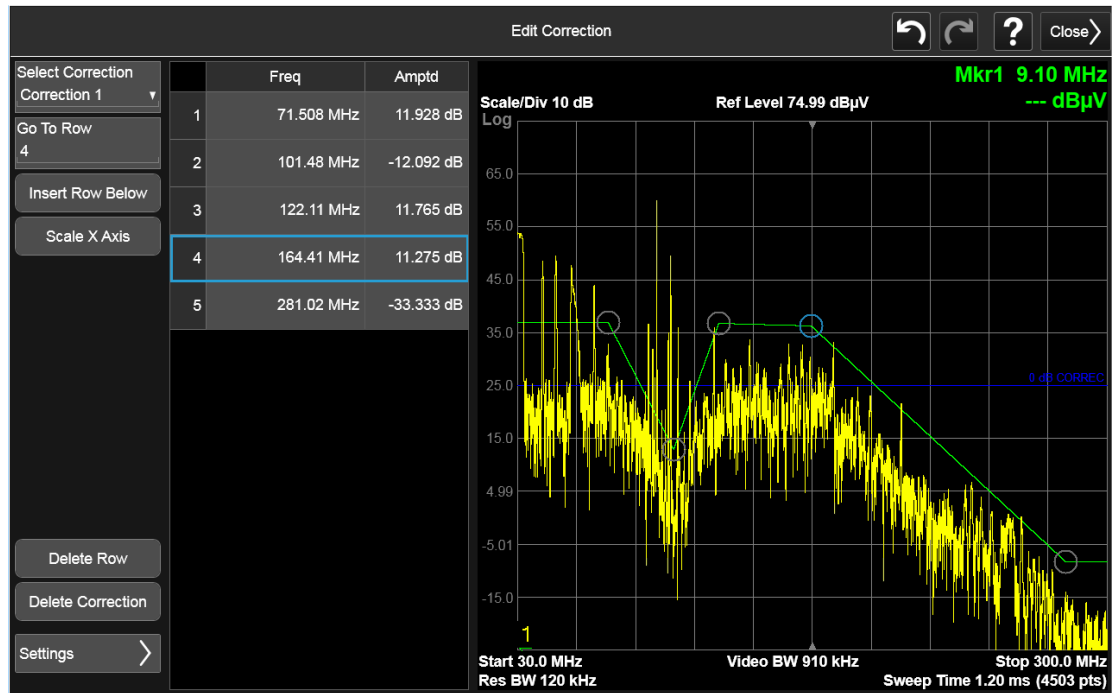 Edit Correction
?
Close
Select Correction
Correction 1
Go To Row
4
Insert Row Below
Scale X Axis
Delete Row
Delete Correction
Settings
Freq Amptd
1 71.508 MHz 11.928 dB
2 101.48 MHz -12.092 dB
3 122.11 MHz 11.765 dB
4 164.41 MHz 11.275 dB
5 281.02 MHz -33.333 dB
Mkr1 9.10 MHz
--- dBµV
Scale/Div 10 dB Ref Level 74.99 dBµV
Log
65.0
55.0
45.0
35.0
0 dB CORREC
25.0
15.0
4.99
-5.01
-15.0
1
Start 30.0 MHz Video BW 910 kHz Stop 300.0 MHz
Res BW 120 kHz Sweep Time 1.20 ms (4503 pts)